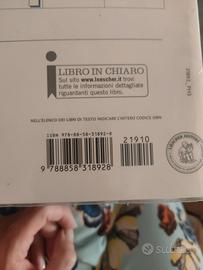 LIBRO IN CHIARO
Sul sito www.loescher.it trovi
tutte le informazioni dettagliate
riguardanti questo libro.
NELL'ELENCO DEI LIBRI DI TESTO INDICARE L'INTERO CODICE ISBN
ISBN 978-88-58-31892-8
21910
9 788858 318928
Subito